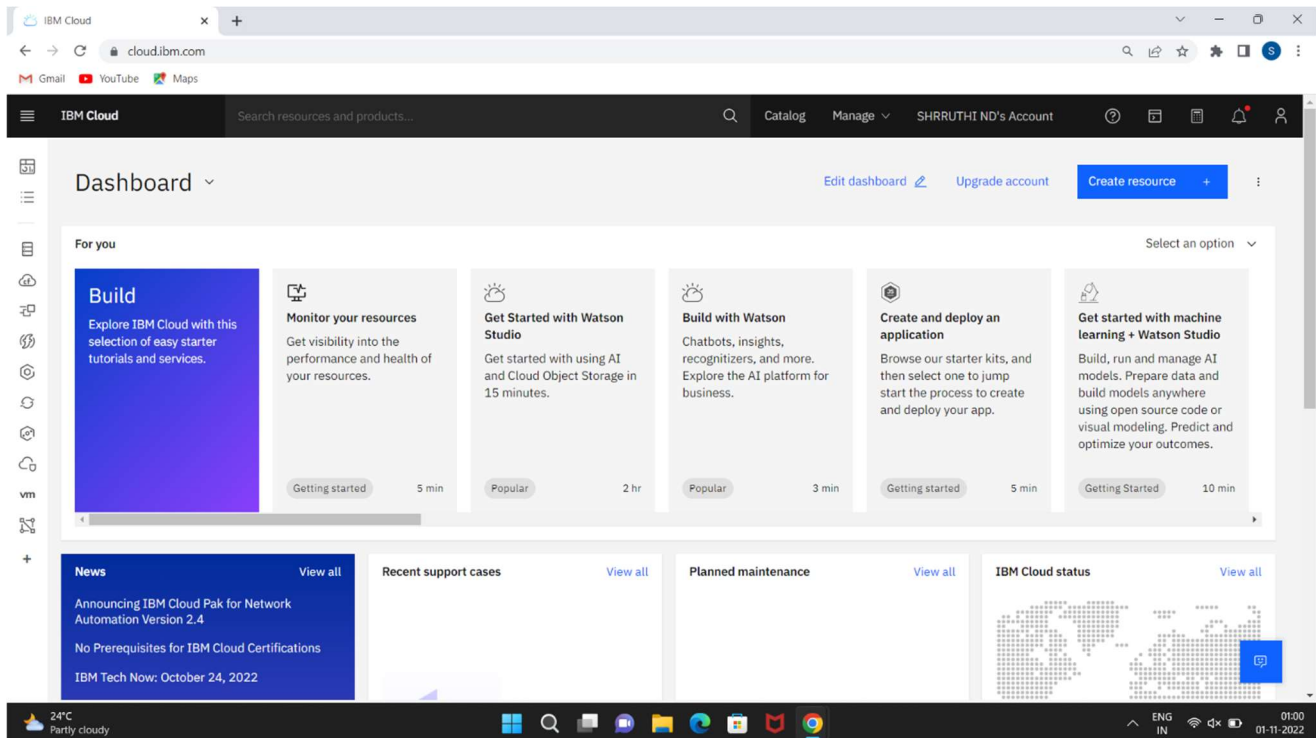 IBM Cloud
cloud.ibm.com
S
Gmail YouTube Maps
IBM Cloud Search resources and products... Catalog Manage SHRRUTHI ND's Account
Dashboard Edit dashboard Upgrade account Create resource +
For you Select an option
Build
Explore IBM Cloud with this
selection of easy starter
tutorials and services.
Monitor your resources
Get visibility into the
performance and health of
your resources.
Getting started 5 min
Get Started with Watson
Studio
Get started with using AI
and Cloud Object Storage in
15 minutes.
Popular 2 hr
Build with Watson
Chatbots, insights,
recognizers, and more.
Explore the AI platform for
business.
Popular 3 min
Create and deploy an
application
Browse our starter kits, and
then select one to jump
start the process to create
and deploy your app.
Getting started 5 min
Get started with machine
learning + Watson Studio
Build, run and manage AI
models. Prepare data and
build models anywhere
using open source code or
visual modeling. Predict and
optimize your outcomes.
Getting Started 10 min
vm
News View all
Announcing IBM Cloud Pak for Network
Automation Version 2.4
No Prerequisites for IBM Cloud Certifications
IBM Tech Now: October 24, 2022
Recent support cases View all
Planned maintenance View all
IBM Cloud status View all
24°C
Partly cloudy
ENG
IN
01:00
01-11-2022